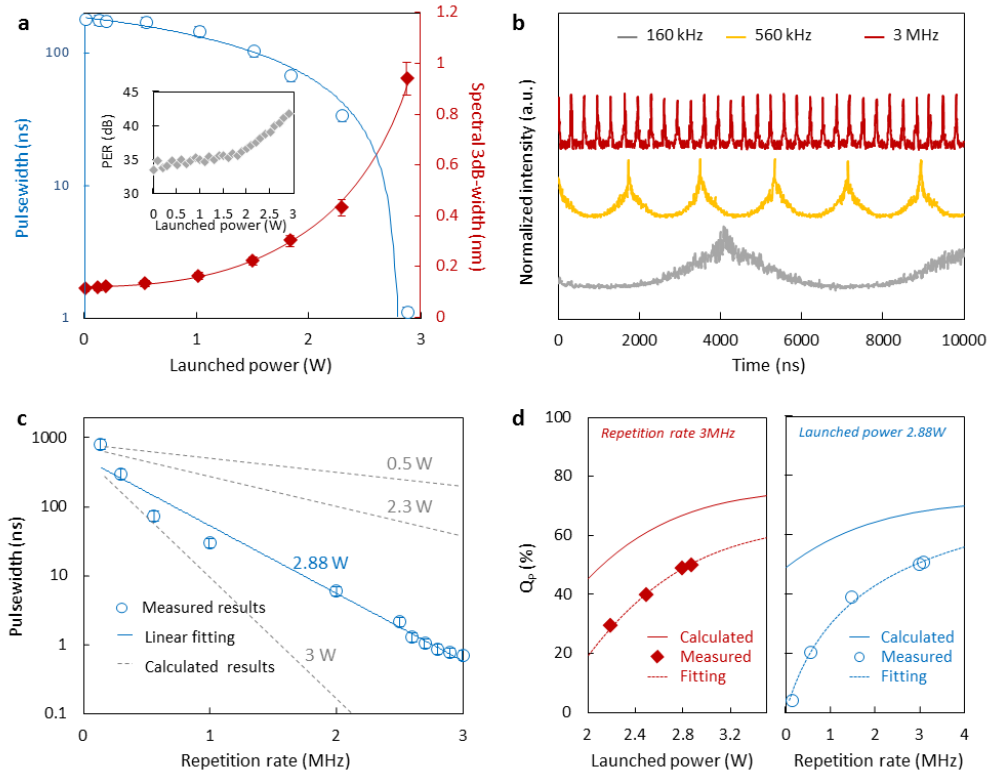 a
100
10
1
Pulsewidth (ns)
45
40
35
30
PER (dB)
0 0.5 1 1.5 2 2.5 3
Launched power (W)
1.2
1
0.8
0.6
0.4
0.2
0
Spectral 3dB-width (nm)
0 1 2 3
Launched power (W)
b
160 kHz 560 kHz 3 MHz
Normalized intensity (a.u.)
0 2000 4000 6000 8000 10000
Time (ns)
c
1000
100
10
1
0.1
Pulsewidth (ns)
0.5 W
2.3 W
2.88 W
3 W
Measured results
Linear fitting
Calculated results
0 1 2 3
Repetition rate (MHz)
d
100
80
60
40
20
0
Qp (%)
Repetition rate 3MHz
Calculated
Measured
Fitting
2 2.4 2.8 3.2
Launched power (W)
Launched power 2.88W
Calculated
Measured
Fitting
0 1 2 3 4
Repetition rate (MHz)